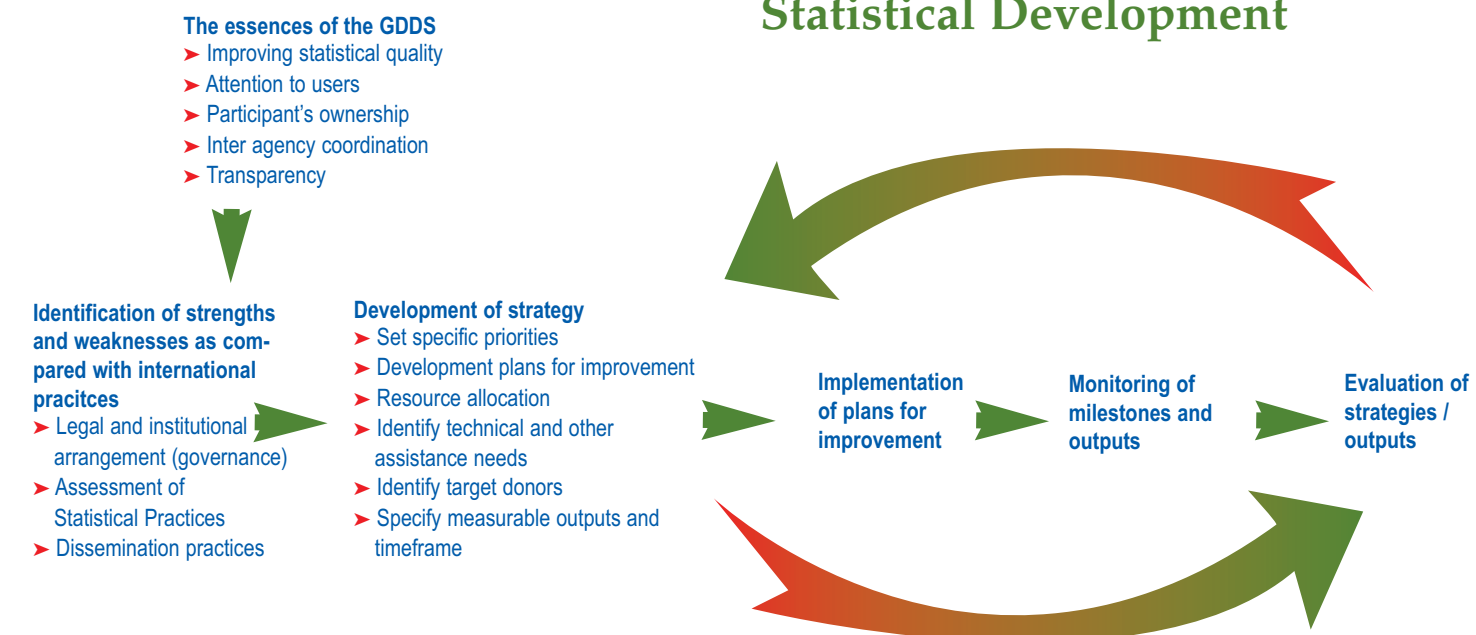 Statistical Development
The essences of the GDDS
➤ Improving statistical quality
➤ Attention to users
➤ Participant’s ownership
➤ Inter agency coordination
➤ Transparency
Identification of strengths
and weaknesses as com-
pared with international
pracitces
➤ Legal and institutional
arrangement (governance)
➤ Assessment of
Statistical Practices
➤ Dissemination practices
Development of strategy
➤ Set specific priorities
➤ Development plans for improvement
➤ Resource allocation
➤ Identify technical and other
assistance needs
➤ Identify target donors
➤ Specify measurable outputs and
timeframe
Implementation
of plans for
improvement
Monitoring of
milestones and
outputs
Evaluation of
strategies /
outputs